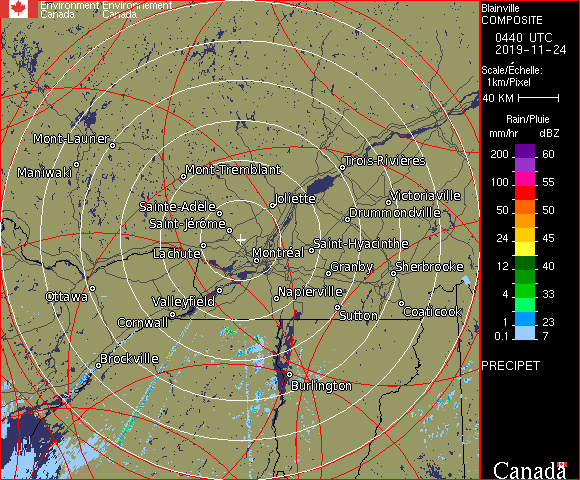 Environment Environnement
Canada Canada
Blainville
COMPOSITE
0440 UTC
2019-11-24
Scale/Échelle:
1km/Pixel
40 KM
Rain/Pluie
mm/hr dBZ
200 60
100 55
50 50
24 45
12 40
4 33
1 23
0.1 7
PRECIPET
Mont-Laurier
Maniwaki
Mont-Tremblant
Trois-Rivières
Sainte-Adèle
Joliette
Victoriaville
Drummondville
Saint-Jérôme
Lachute
Montréal
Saint-Hyacinthe
Granby
Sherbrooke
Ottawa
Valleyfield
Napierville
Cornwall
Sutton
Coaticook
Brockville
Burlington
Canada